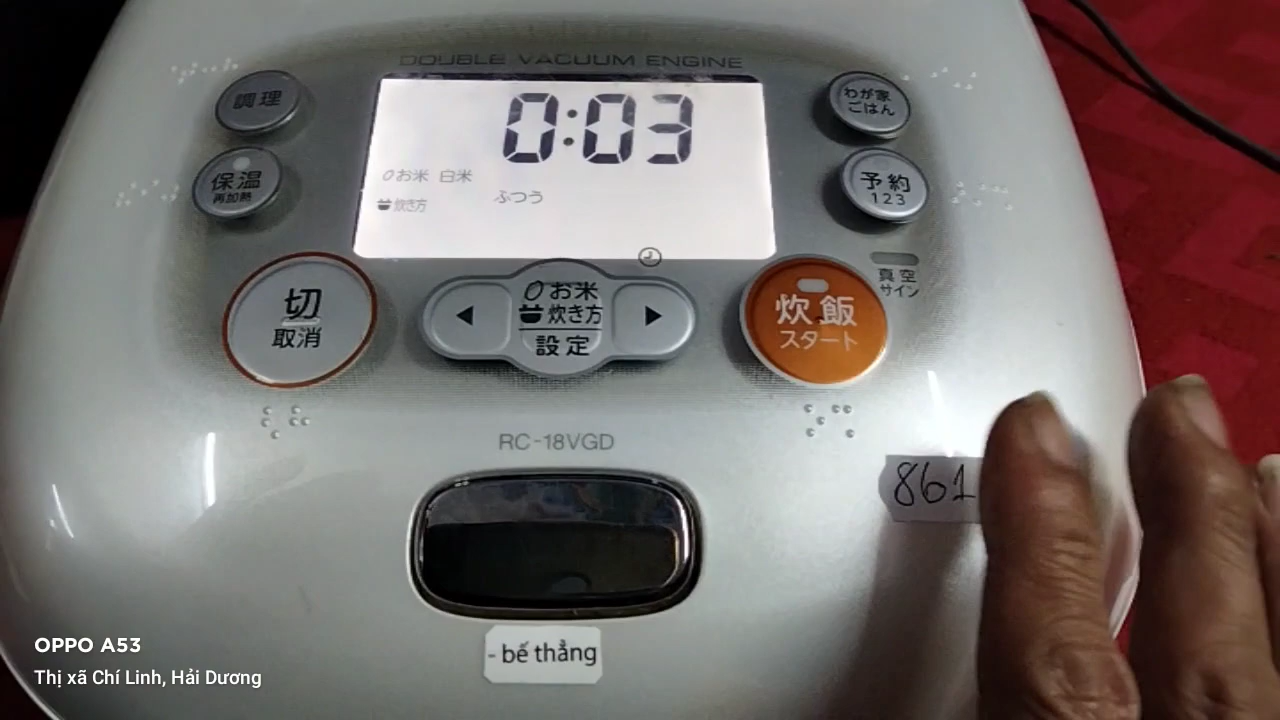 DOUBLE VACUUM ENGINE
調理
0:03
わが家
ごはん
保温
再加熱
お米 白米
炊き方 ふつう
予約
123
切
取消
お米
炊き方
設定
炊飯
スタート
真空
サイン
RC-18VGD
861
- bế thẳng
OPPO A53
Thị xã Chí Linh, Hải Dương